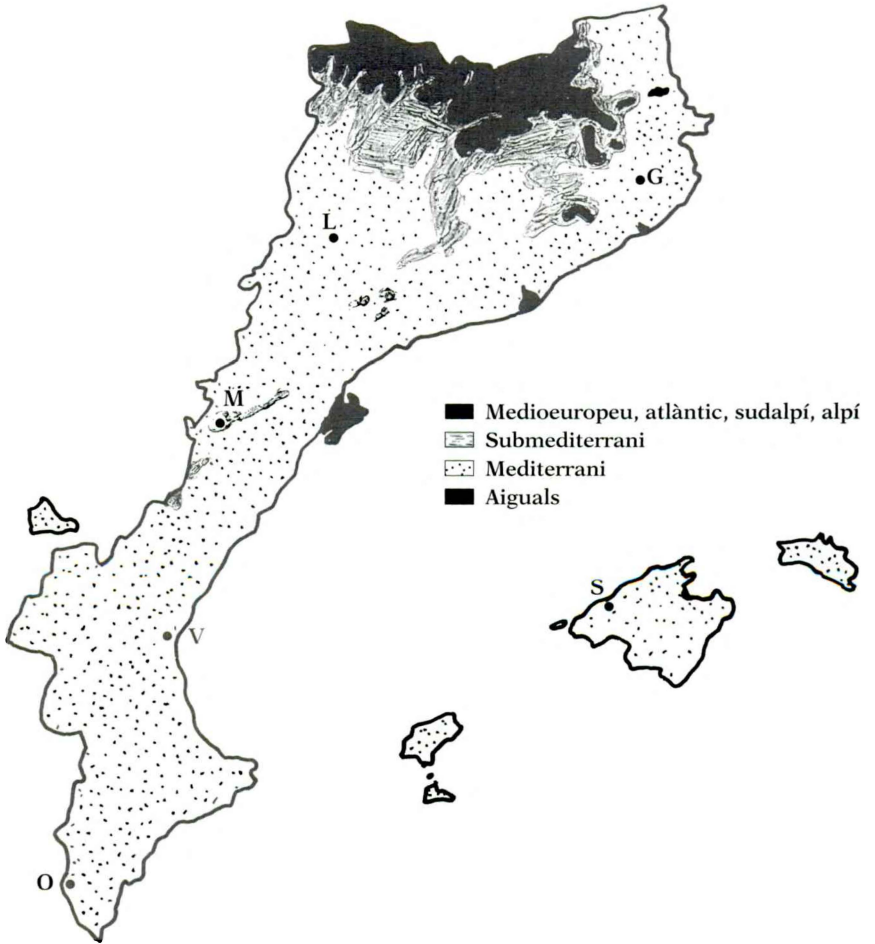 G
L
M
Medioeuropeu, atlàntic, sudalpí, alpí
Submediterrani
Mediterrani
Aiguals
S
V
O